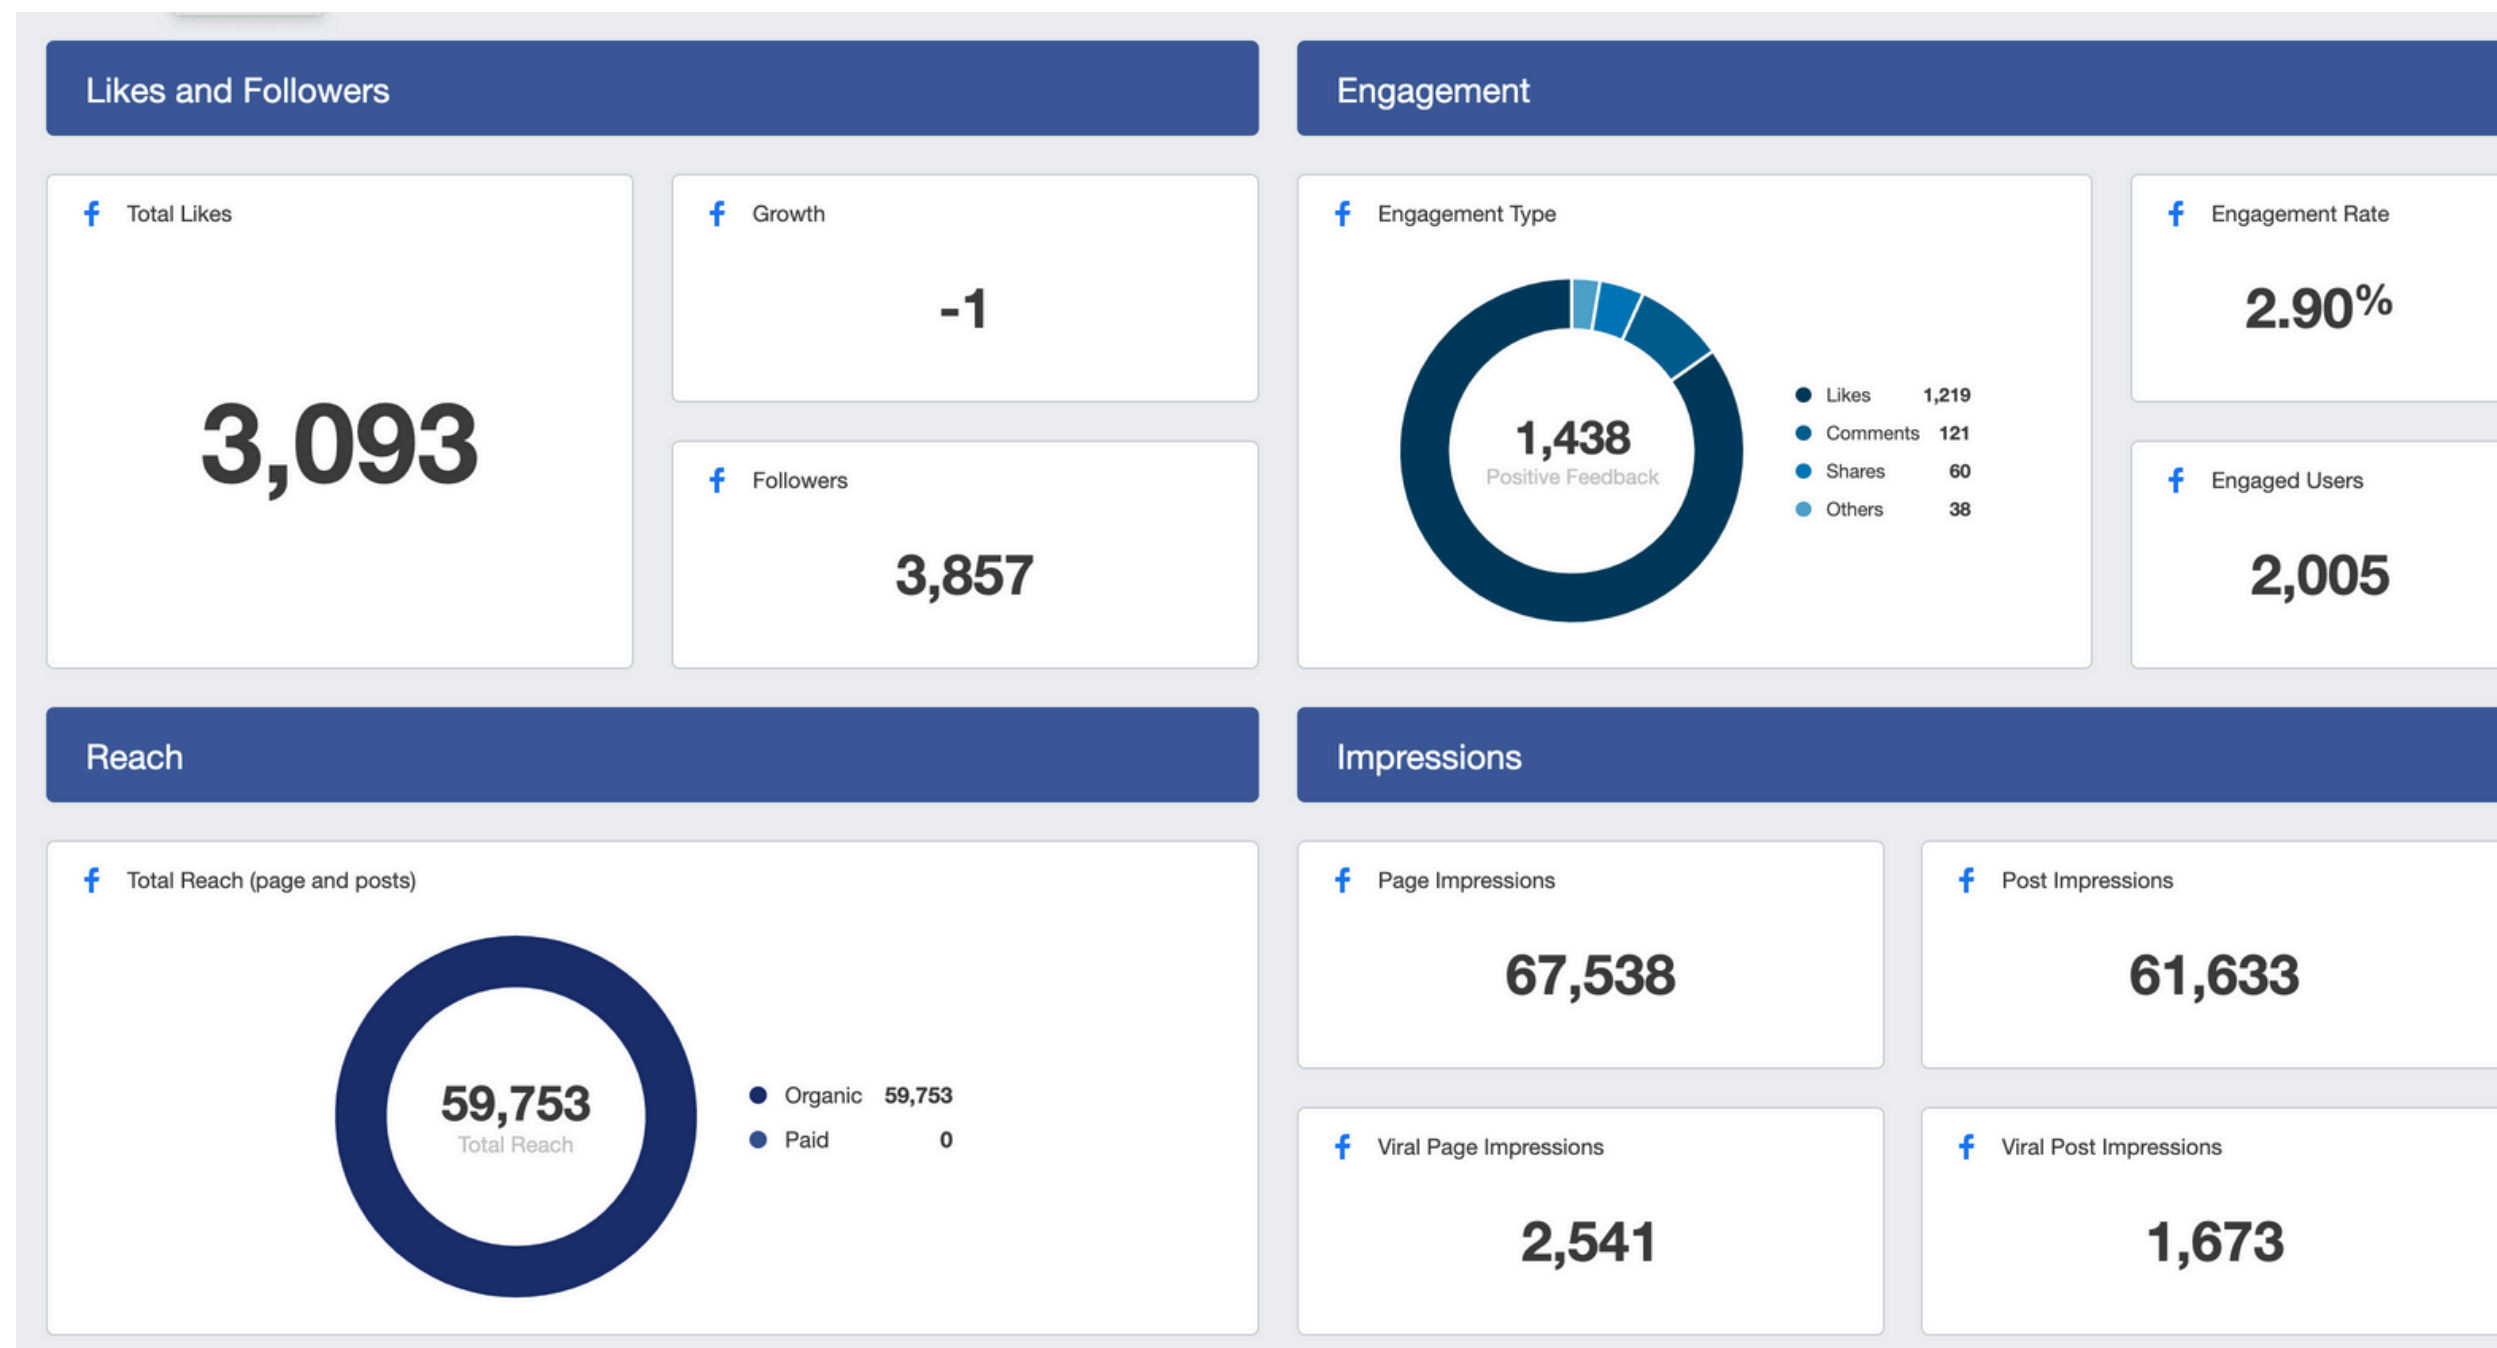 Likes and Followers
Total Likes
3,093
Growth
-1
Followers
3,857
Engagement
Engagement Type
1,438
Positive Feedback
Likes 1,219
Comments 121
Shares 60
Others 38
Engagement Rate
2.90%
Engaged Users
2,005
Reach
Total Reach (page and posts)
59,753
Total Reach
Organic 59,753
Paid 0
Impressions
Page Impressions
67,538
Post Impressions
61,633
Viral Page Impressions
2,541
Viral Post Impressions
1,673